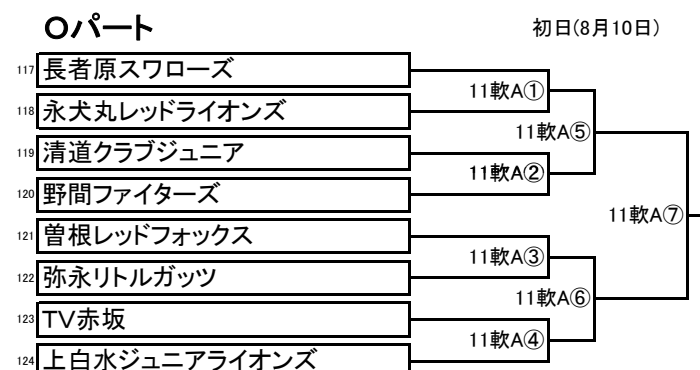 Oパート
初日(8月10日)
117 長者原スワローズ
11軟A①
118 永犬丸レッドライオンズ
11軟A⑤
119 清道クラブジュニア
11軟A②
120 野間ファイターズ
11軟A⑦
121 曽根レッドフォックス
11軟A③
122 弥永リトルガッツ
11軟A⑥
123 TV赤坂
11軟A④
124 上白水ジュニアライオンズ